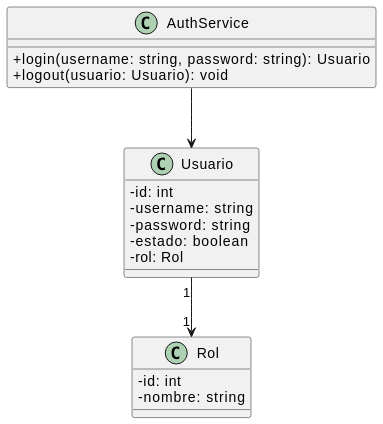 C AuthService
+login(username: string, password: string): Usuario
+logout(usuario: Usuario): void
C Usuario
-id: int
-username: string
-password: string
-estado: boolean
-rol: Rol
1
1
C Rol
-id: int
-nombre: string